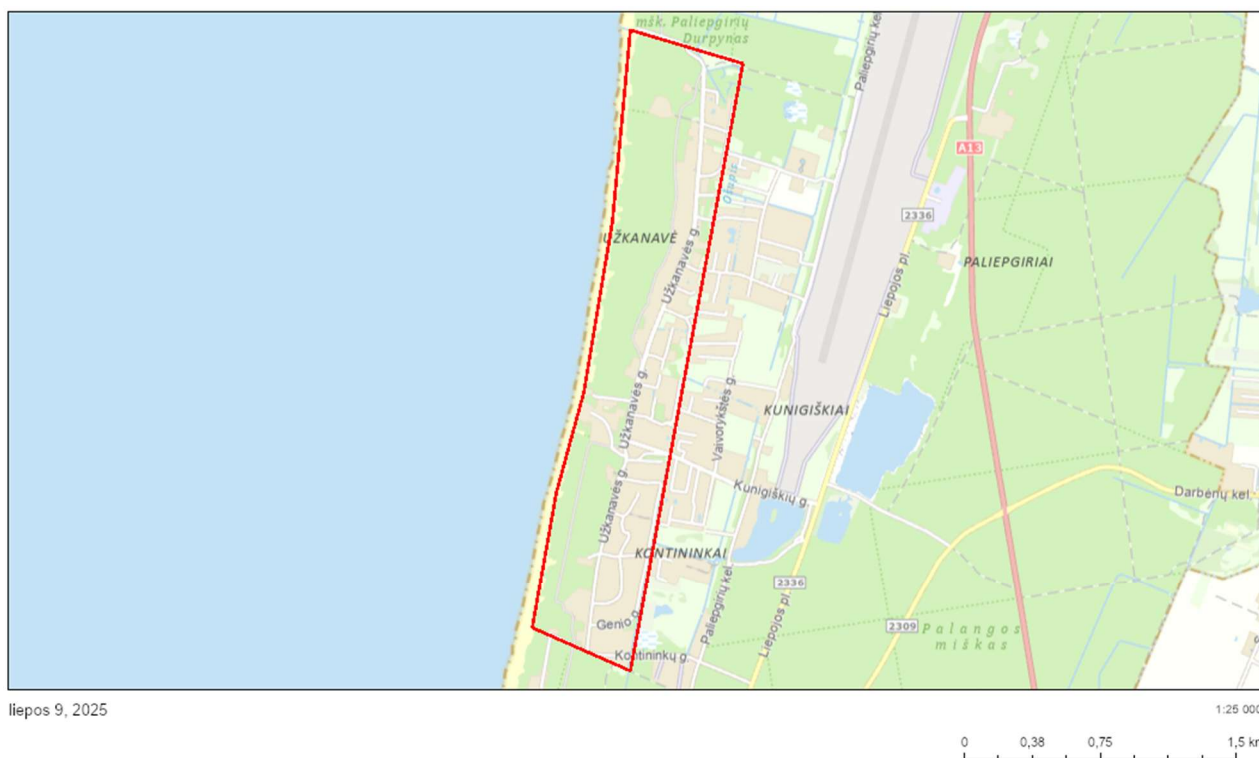 mšk. Paliepgirių
Durpynas
Paliepgirių kel.
A13
Ošupis
2336
UŽKANAVĖ
Užkanavės g.
PALIEPGIRIAI
Liepojos pl.
Užkanavės g.
Vaivorykštės g.
KUNIGIŠKIAI
Užkanavės g.
Kunigiškių g.
Darbėnų kel.
KONTININKAI
2336
Paliepgirių kel.
Liepojos pl.
Genio g.
2309
Palangos
miškas
Kontininkų g.
liepos 9, 2025
1:25 000
0 0,38 0,75 1,5 km